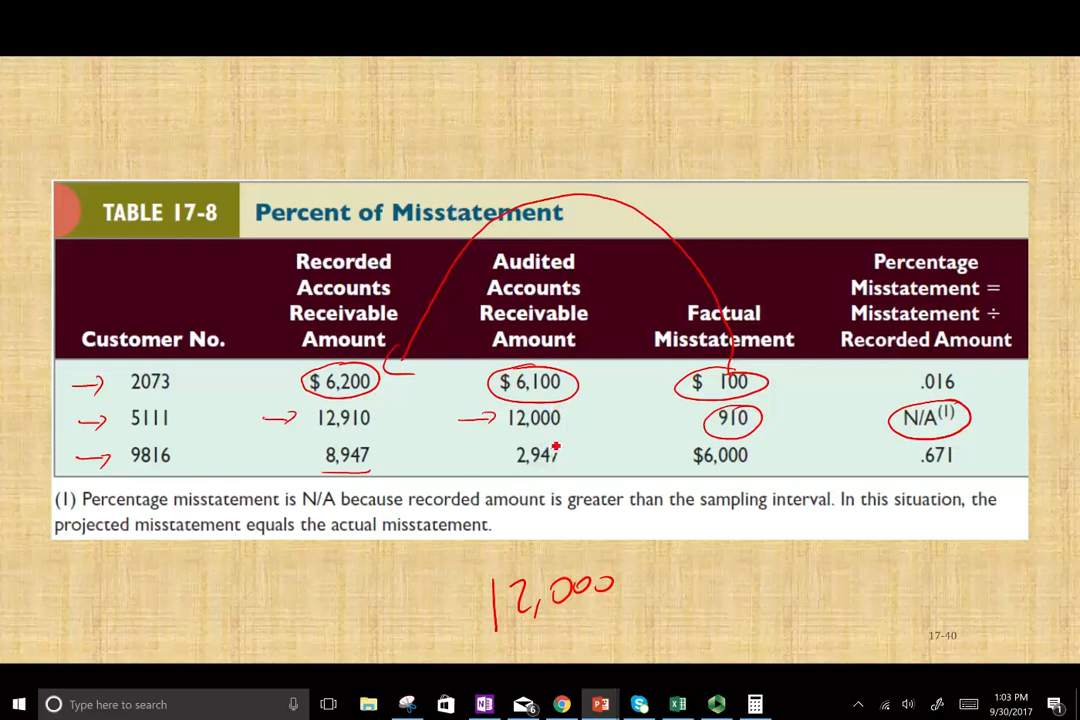 TABLE 17-8 Percent of Misstatement
Recorded Audited Percentage
Accounts Accounts Misstatement =
Receivable Receivable Factual Misstatement ÷
Customer No. Amount Amount Misstatement Recorded Amount
2073 $ 6,200 $ 6,100 $ 100 .016
5111 12,910 12,000 910 N/A(1)
9816 8,947 2,947 $6,000 .671
(1) Percentage misstatement is N/A because recorded amount is greater than the sampling interval. In this situation, the
projected misstatement equals the actual misstatement.
12,000
17-40
Type here to search
6
1:03 PM
9/30/2017
1